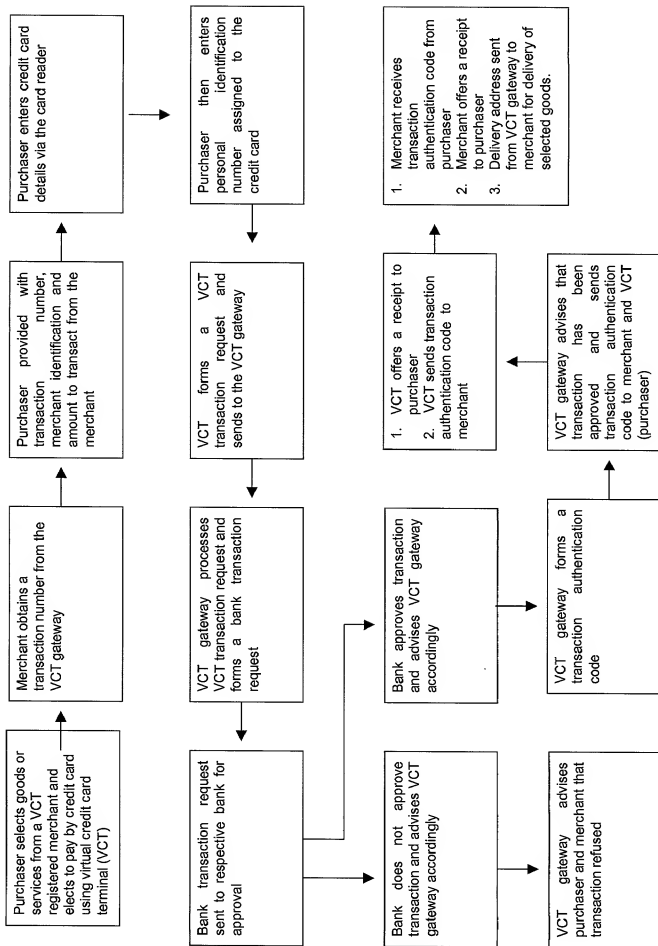 Purchaser selects goods or
services from a VCT
registered merchant and
elects to pay by credit card
using virtual credit card
terminal (VCT)
Merchant obtains a
transaction number from the
VCT gateway
Purchaser provided with
transaction number,
merchant identification and
amount to transact from the
merchant
Purchaser enters credit card
details via the card reader
Purchaser then enters
personal identification
number assigned to the
credit card
VCT forms a VCT
transaction request and
sends to the VCT gateway
VCT gateway processes
VCT transaction request and
forms a bank transaction
request
Bank transaction request
sent to respective bank for
approval
Bank does not approve
transaction and advises VCT
gateway accordingly
VCT gateway advises
purchaser and merchant that
transaction refused
Bank approves transaction
and advises VCT gateway
accordingly
VCT gateway forms a
transaction authentication
code
VCT gateway advises that
transaction has been
approved and sends
transaction authentication
code to merchant and VCT
(purchaser)
1. VCT offers a receipt to
purchaser
2. VCT sends transaction
authentication code to
merchant
1. Merchant receives
transaction
authentication code from
purchaser
2. Merchant offers a receipt
to purchaser
3. Delivery address sent
from VCT gateway to
merchant for delivery of
selected goods.